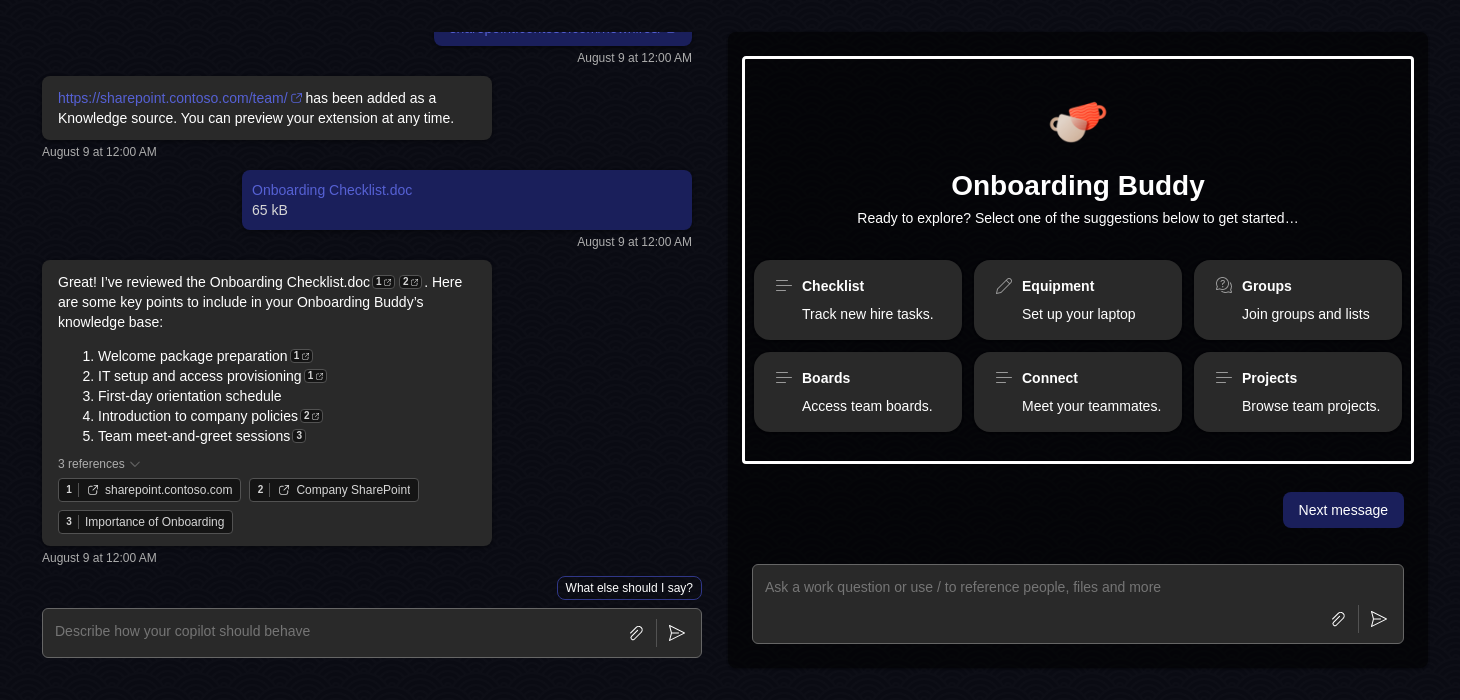 August 9 at 12:00 AM
https://sharepoint.contoso.com/team/ has been added as a
Knowledge source. You can preview your extension at any time.
August 9 at 12:00 AM
Onboarding Checklist.doc
65 kB
August 9 at 12:00 AM
Great! I’ve reviewed the Onboarding Checklist.doc 1 2 . Here
are some key points to include in your Onboarding Buddy’s
knowledge base:
1. Welcome package preparation 1
2. IT setup and access provisioning 1
3. First-day orientation schedule
4. Introduction to company policies 2
5. Team meet-and-greet sessions 3
3 references
1 sharepoint.contoso.com 2 Company SharePoint
3 Importance of Onboarding
August 9 at 12:00 AM
What else should I say?
Describe how your copilot should behave
Onboarding Buddy
Ready to explore? Select one of the suggestions below to get started…
Checklist
Track new hire tasks.
Equipment
Set up your laptop
Groups
Join groups and lists
Boards
Access team boards.
Connect
Meet your teammates.
Projects
Browse team projects.
Next message
Ask a work question or use / to reference people, files and more